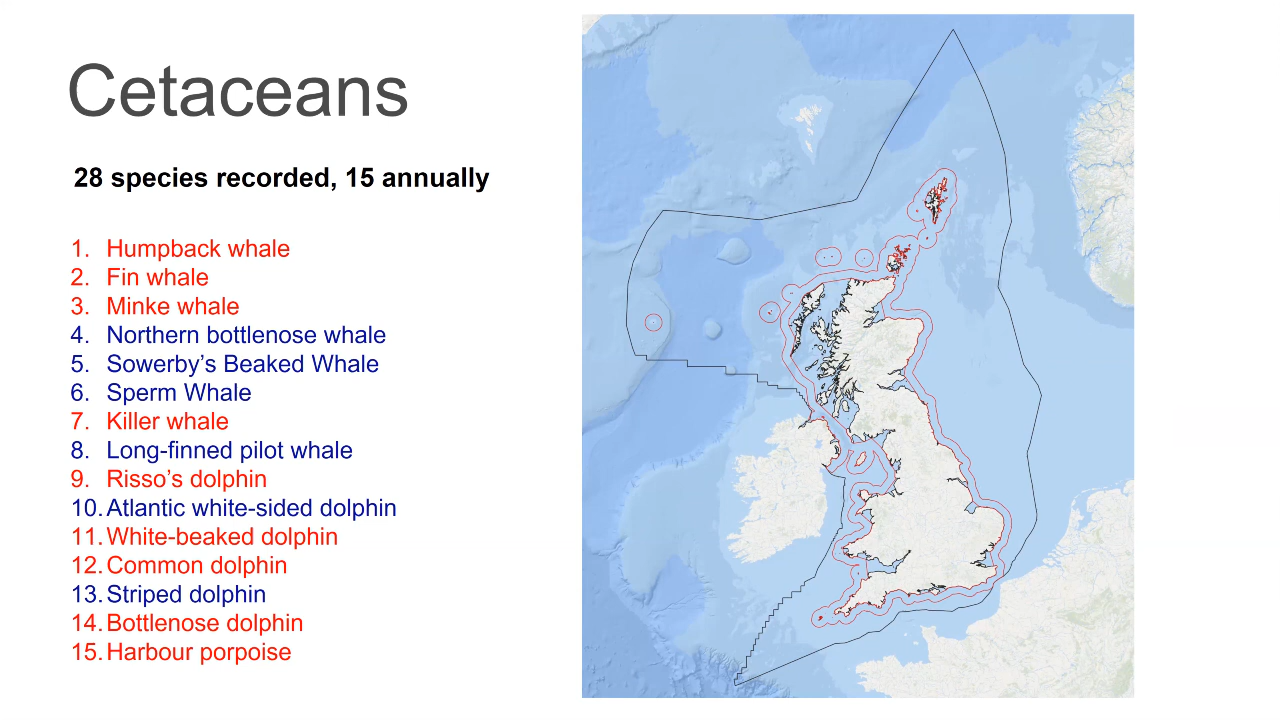 Cetaceans
28 species recorded, 15 annually
1. Humpback whale
2. Fin whale
3. Minke whale
4. Northern bottlenose whale
5. Sowerby's Beaked Whale
6. Sperm Whale
7. Killer whale
8. Long-finned pilot whale
9. Risso's dolphin
10. Atlantic white-sided dolphin
11. White-beaked dolphin
12. Common dolphin
13. Striped dolphin
14. Bottlenose dolphin
15. Harbour porpoise